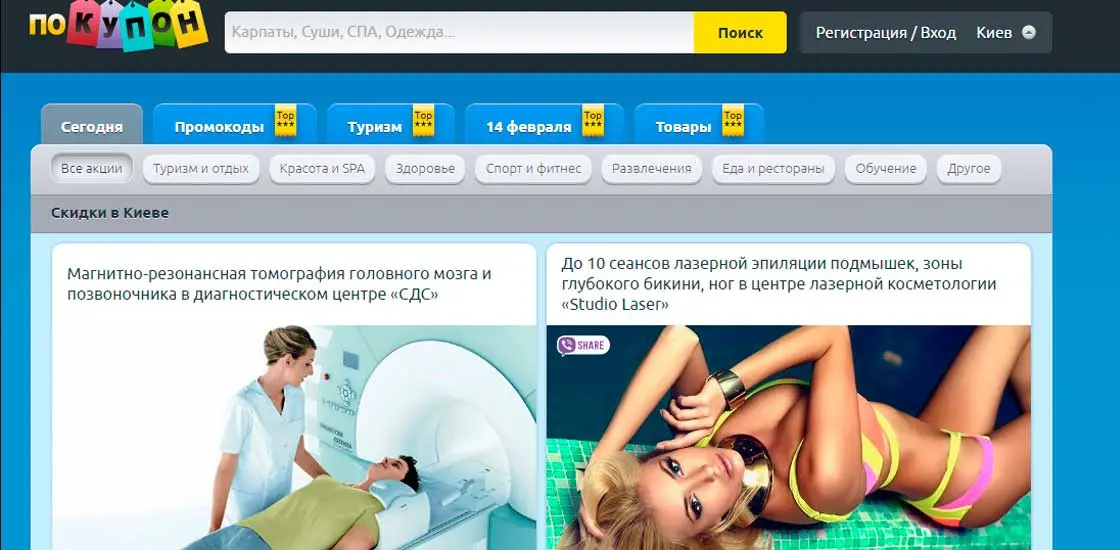 ПОКУПОН
Карпаты, Суши, СПА, Одежда...
Поиск
Регистрация / Вход
Киев
Сегодня
Промокоды
Top
Туризм
Top
14 февраля
Top
Товары
Top
Все акции
Туризм и отдых
Красота и SPA
Здоровье
Спорт и фитнес
Развлечения
Еда и рестораны
Обучение
Другое
Скидки в Киеве
Магнитно-резонансная томография головного мозга и
позвоночника в диагностическом центре «СДС»
До 10 сеансов лазерной эпиляции подмышек, зоны
глубокого бикини, ног в центре лазерной косметологии
«Studio Laser»
SHARE